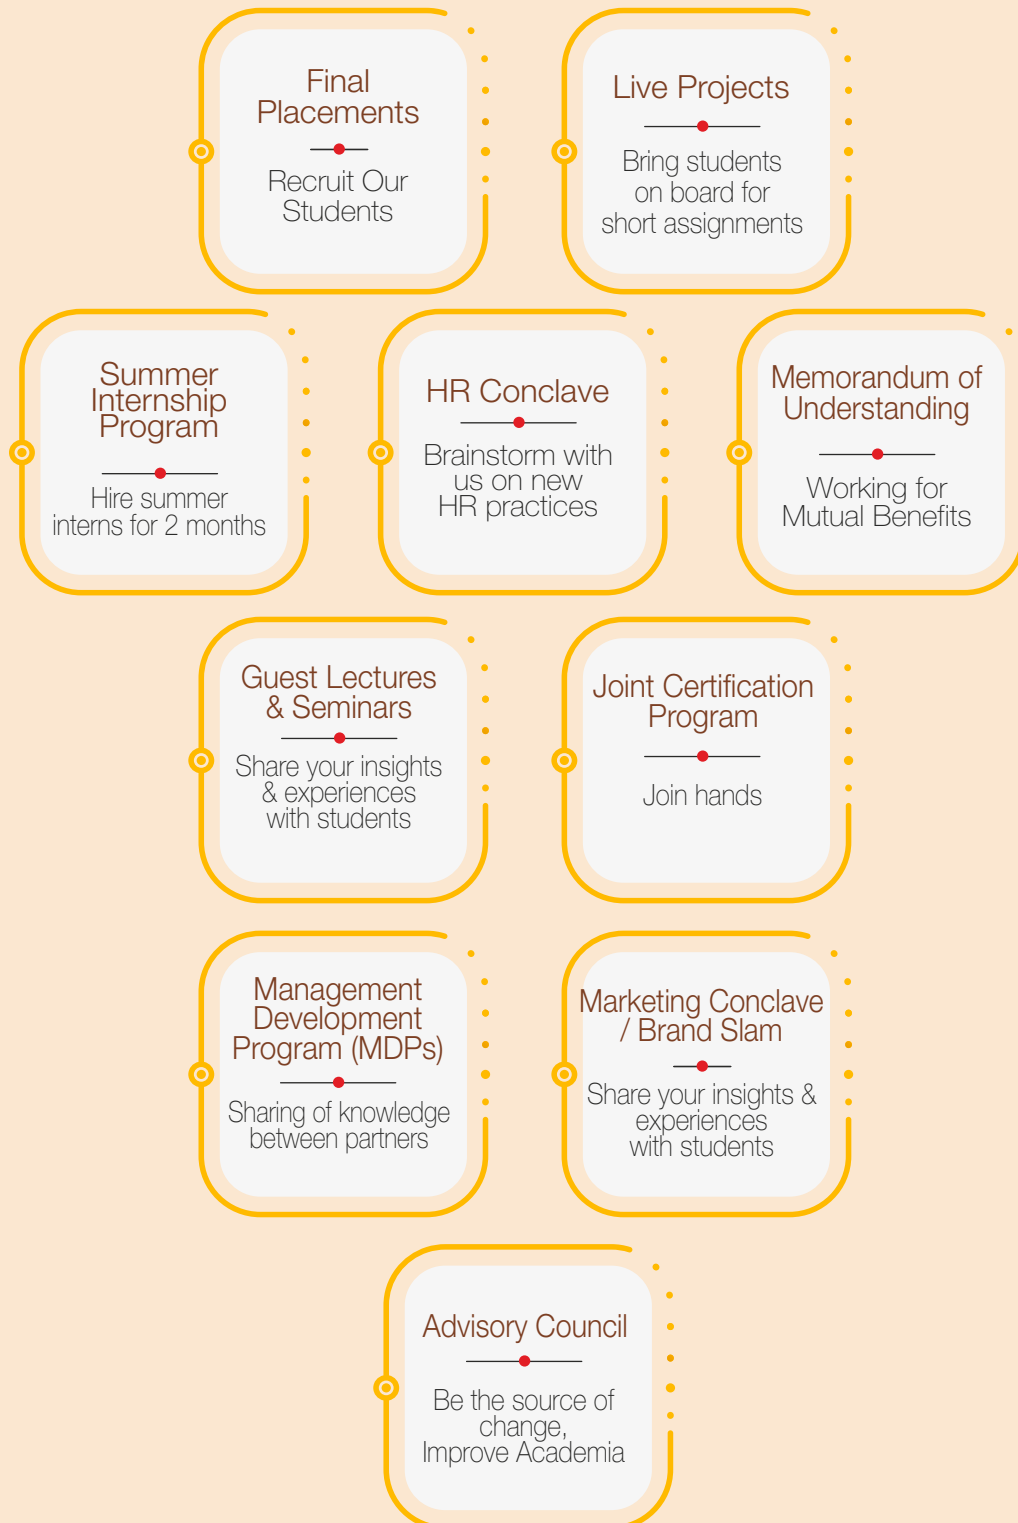 Final
Placements
Recruit Our
Students
Live Projects
Bring students
on board for
short assignments
Summer
Internship
Program
Hire summer
interns for 2 months
HR Conclave
Brainstorm with
us on new
HR practices
Memorandum of
Understanding
Working for
Mutual Benefits
Guest Lectures
& Seminars
Share your insights
& experiences
with students
Joint Certification
Program
Join hands
Management
Development
Program (MDPs)
Sharing of knowledge
between partners
Marketing Conclave
/ Brand Slam
Share your insights &
experiences
with students
Advisory Council
Be the source of
change,
Improve Academia